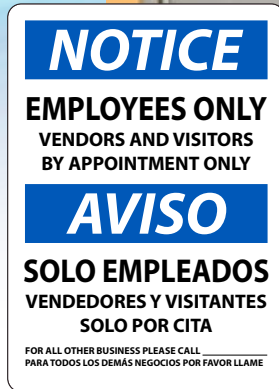 NOTICE
EMPLOYEES ONLY
VENDORS AND VISITORS
BY APPOINTMENT ONLY
AVISO
SOLO EMPLEADOS
VENDEDORES Y VISITANTES
SOLO POR CITA
FOR ALL OTHER BUSINESS PLEASE CALL ____________
PARA TODOS LOS DEMÁS NEGOCIOS POR FAVOR LLAME